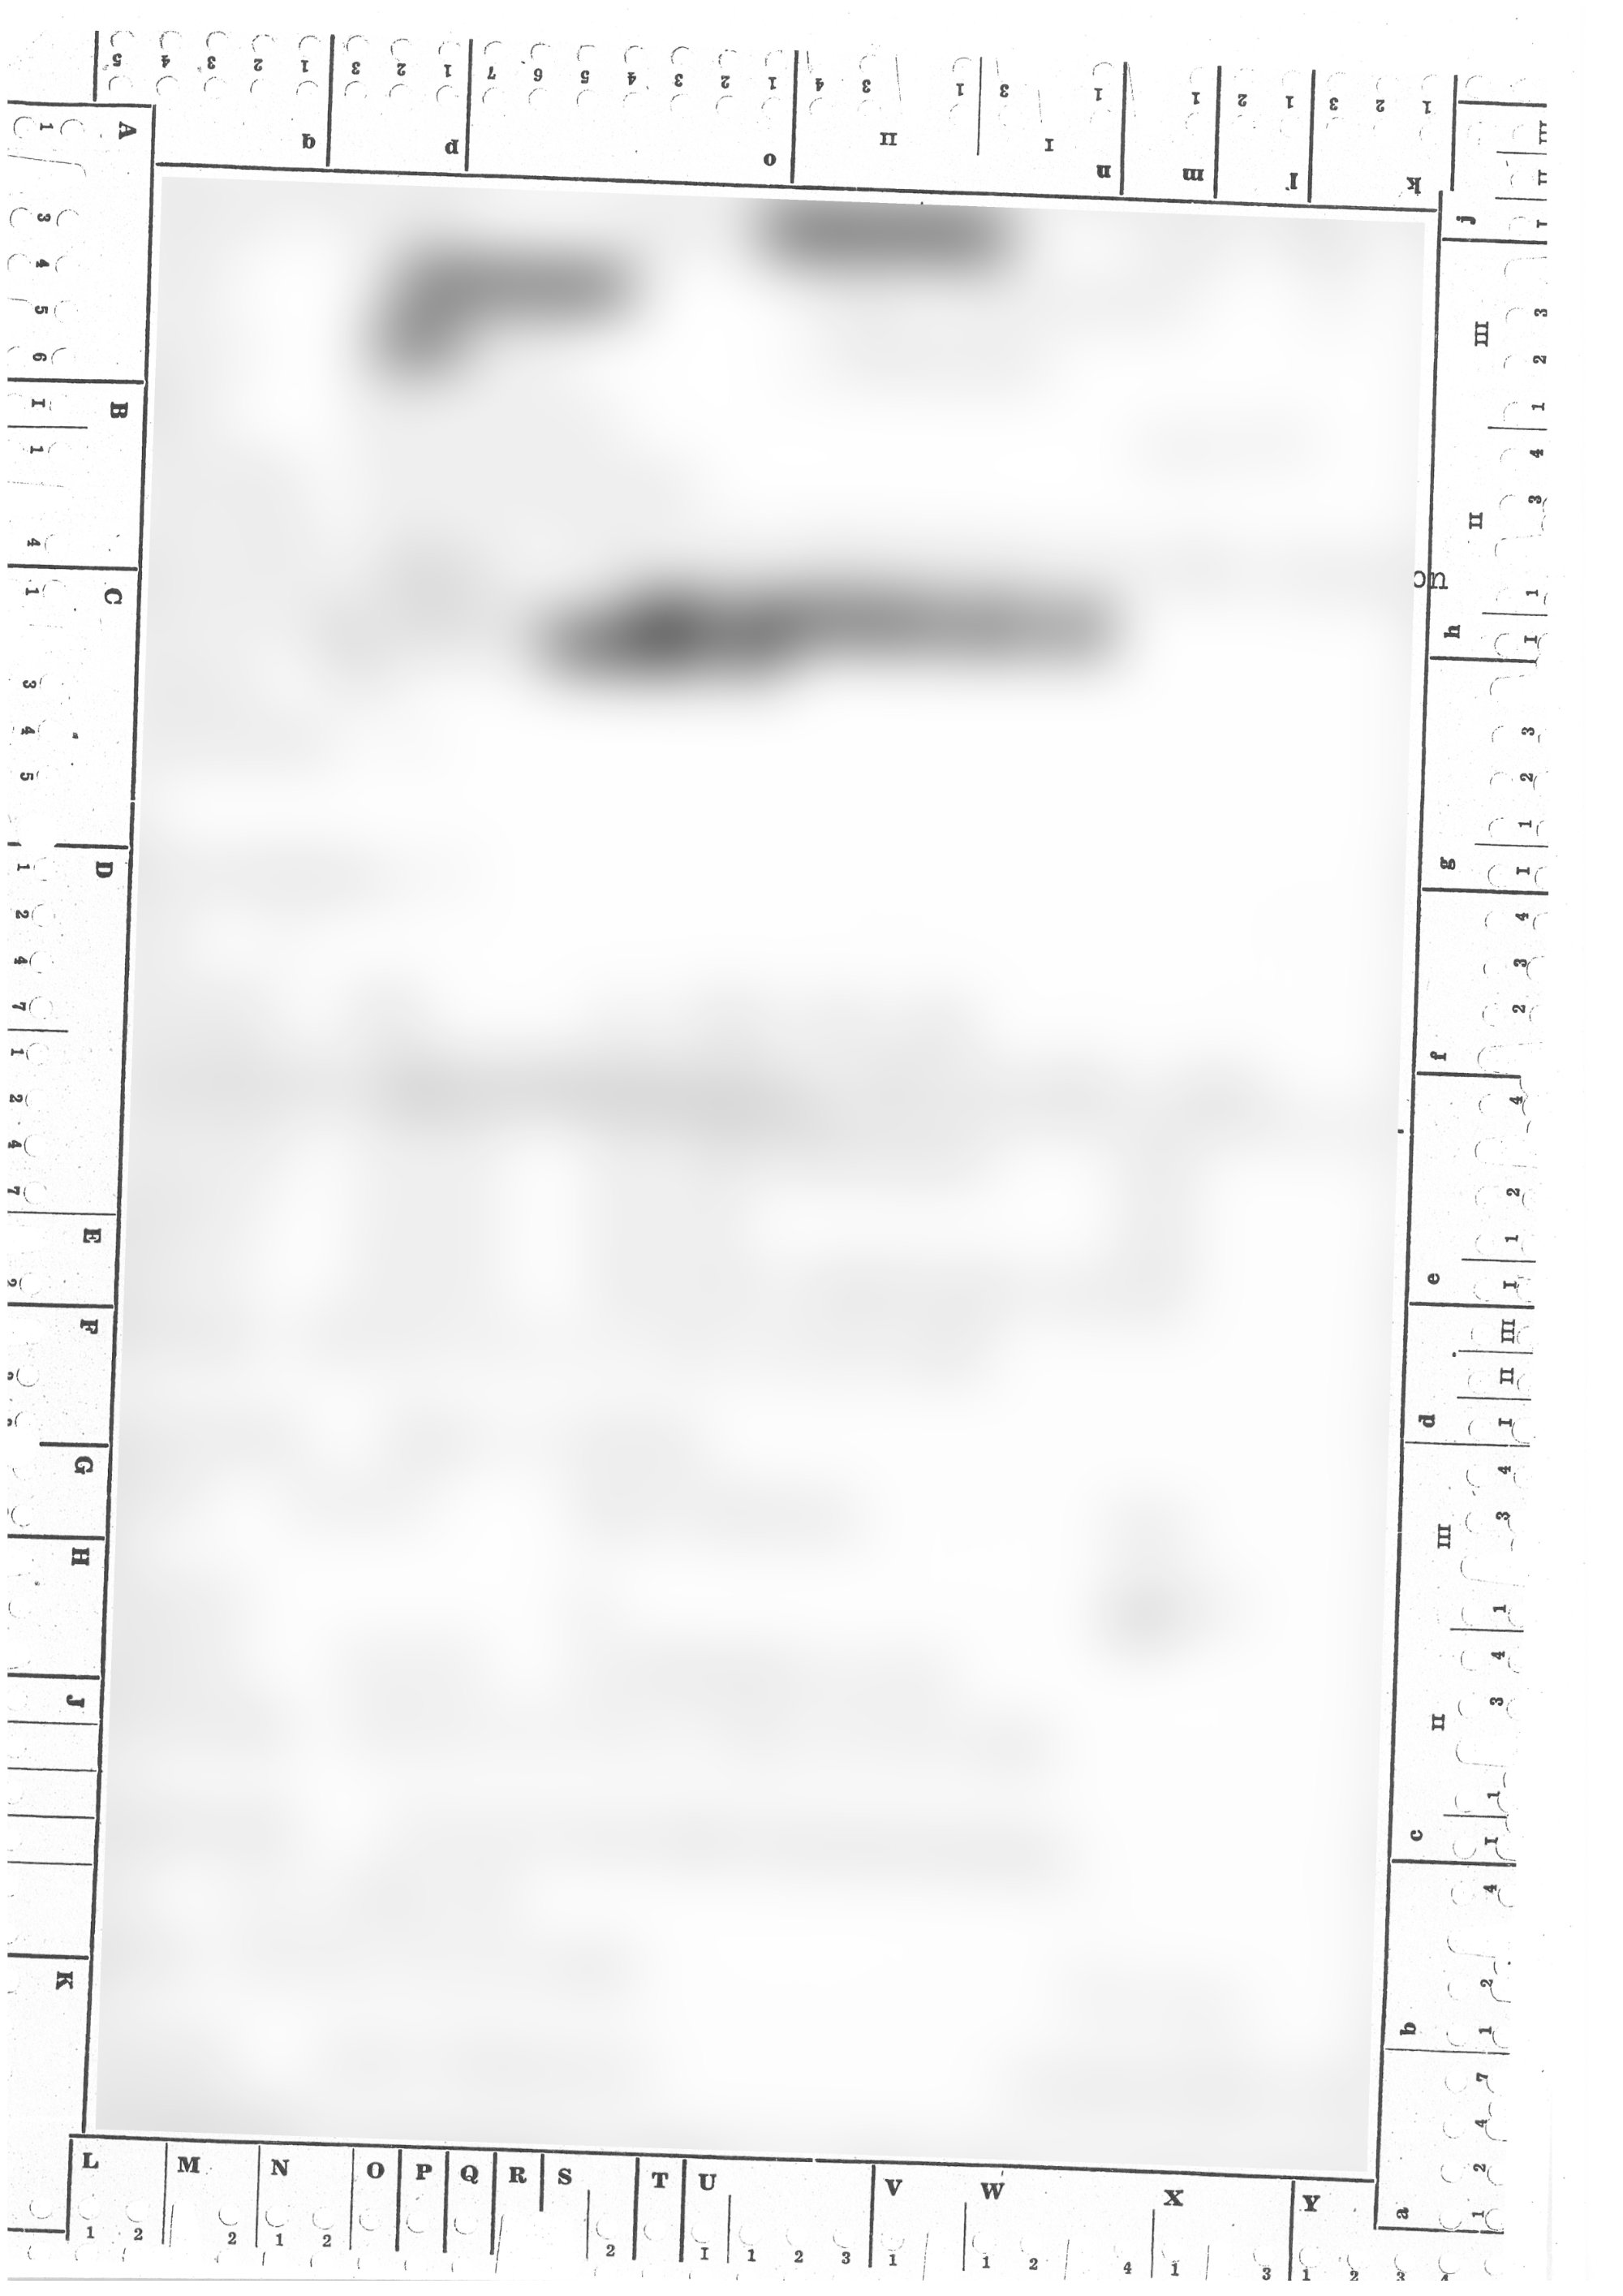 5 4 3 2 1 3 2 1 7 6 5 4 3 2 1 4 3 1 3 1 1 2 1 3 2 1
q p o II I n m l k
A 1 3 4 5 6
B I 1 4
C 1 3 4 5
D 1 2 4 7 1 2 4 7
E 2
F
G
H
J
K
III II I j
III 3 2 1
II 4 3 1
on
h I
3 2 1
g I
4 3 2
f
4 2 1
e I
III II I d
III 4 3 1
II 4 3 1
c I
4 2 1
b
7 4 2 1
a
L M N O P Q R S T U V W X Y
1 2 2 1 2 2 I 1 2 3 1 1 2 4 1 3 1 2 3 4